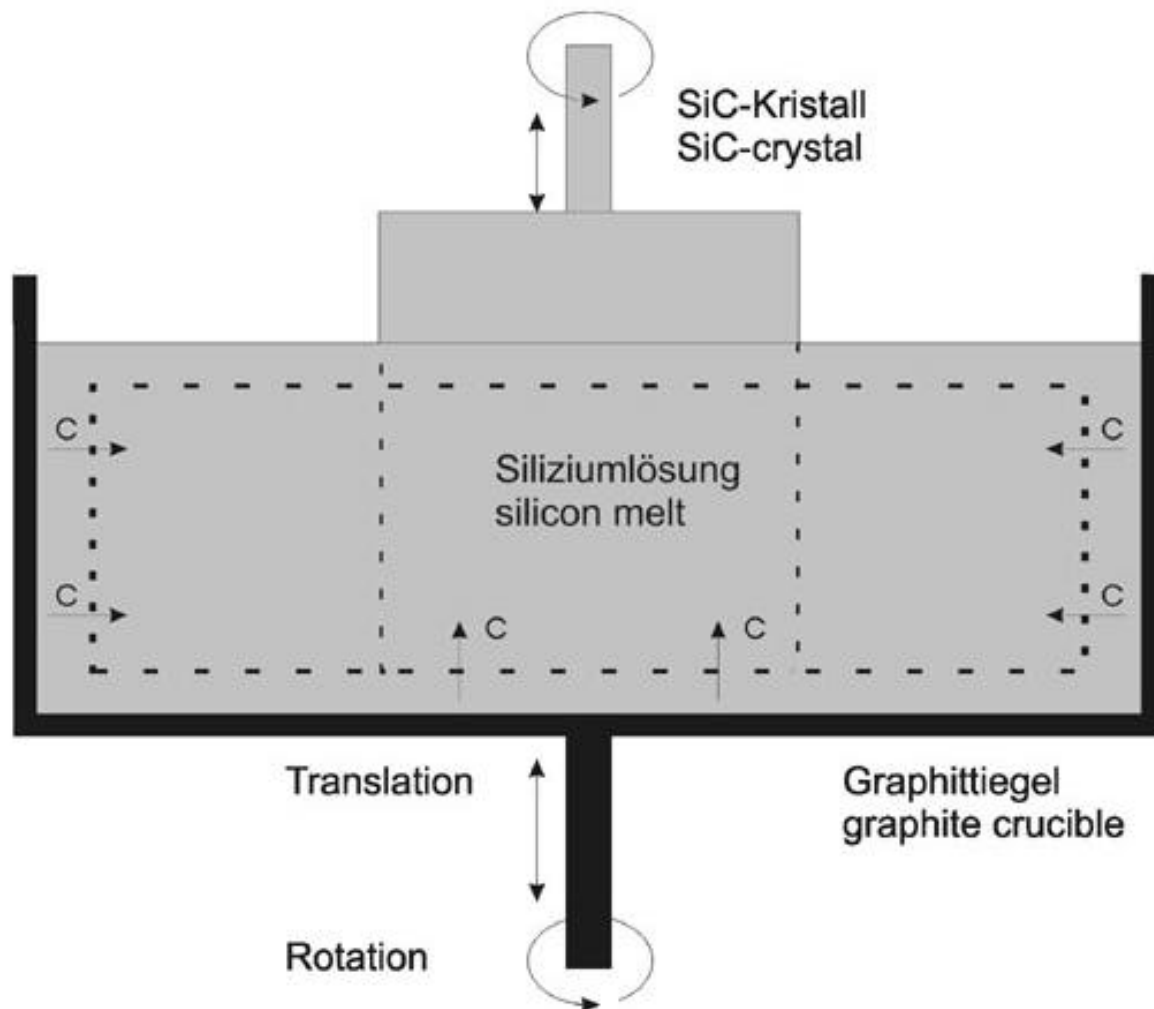 SiC-Kristall
SiC-crystal
C
C
Siliziumlösung
silicon melt
C
C
C
C
Translation
Graphittiegel
graphite crucible
Rotation